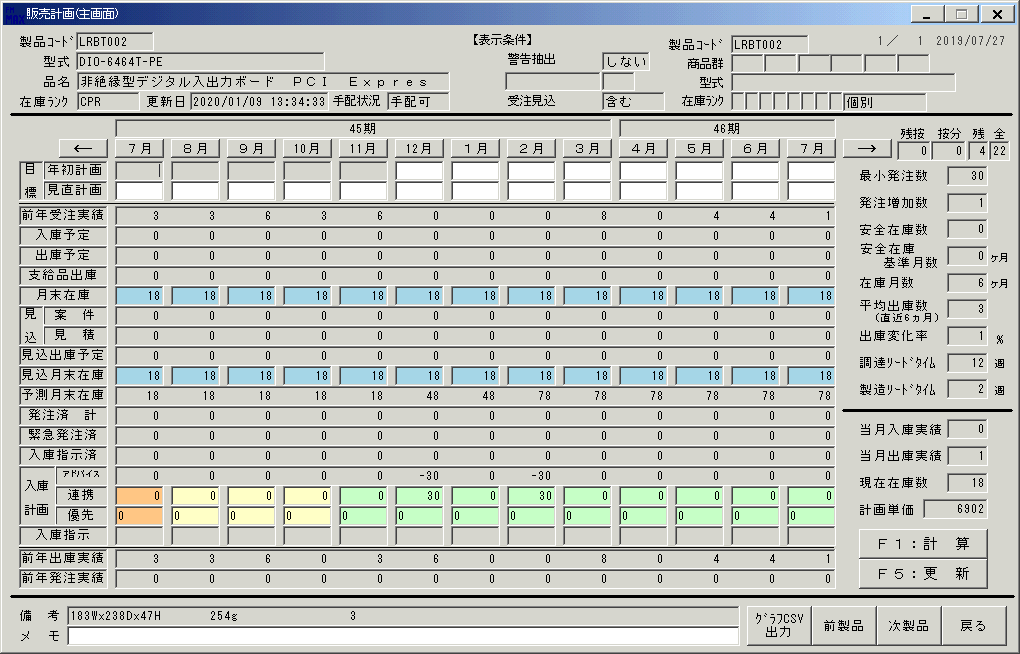 販売計画(主画面)
製品コード LRBT002 【表示条件】 製品コード LRBT002 1／ 1 2019/07/27
型式 DIO-6464T-PE 警告抽出 しない 商品群
品名 非絶縁型デジタル入出力ボード ＰＣＩ Ｅｘｐｒｅｓ 型式
在庫ランク CPR 更新日 2020/01/09 13:34:33 手配状況 手配可 受注見込 含む 在庫ランク 個別
45期 46期
← 7月 8月 9月 10月 11月 12月 1月 2月 3月 4月 5月 6月 7月 → 残按 按分 残 全
0 0 4 22
目標 年初計画
見直計画
前年受注実績 3 3 6 3 6 0 0 0 8 0 4 4 1
入庫予定 0 0 0 0 0 0 0 0 0 0 0 0 0
出庫予定 0 0 0 0 0 0 0 0 0 0 0 0 0
支給品出庫 0 0 0 0 0 0 0 0 0 0 0 0 0
月末在庫 18 18 18 18 18 18 18 18 18 18 18 18 18
見込 案 件 0 0 0 0 0 0 0 0 0 0 0 0 0
見 積 0 0 0 0 0 0 0 0 0 0 0 0 0
見込出庫予定 0 0 0 0 0 0 0 0 0 0 0 0 0
見込月末在庫 18 18 18 18 18 18 18 18 18 18 18 18 18
予測月末在庫 18 18 18 18 18 48 48 78 78 78 78 78 78
発注済 計 0 0 0 0 0 0 0 0 0 0 0 0 0
緊急発注済 0 0 0 0 0 0 0 0 0 0 0 0 0
入庫指示済 0 0 0 0 0 0 0 0 0 0 0 0 0
入庫計画 アドバイス 0 0 0 0 0 -30 0 -30 0 0 0 0 0
連携 0 0 0 0 0 30 0 30 0 0 0 0 0
優先 0 0 0 0 0 0 0 0 0 0 0 0 0
入庫指示
前年出庫実績 3 3 6 0 3 6 0 0 8 0 4 4 1
前年発注実績 0 0 0 0 0 0 0 0 0 0 0 0 0
最小発注数 30
発注増加数 1
安全在庫数 0
安全在庫
基準月数 0 ヶ月
在庫月数 6 ヶ月
平均出庫数 3
(直近6ヵ月)
出庫変化率 1 %
調達リードタイム 12 週
製造リードタイム 2 週
当月入庫実績 0
当月出庫実績 1
現在在庫数 18
計画単価 6902
Ｆ１：計 算
Ｆ５：更 新
備 考 183Wx238Dx47H 254g 3
メ モ
グラフCSV
出力
前製品 次製品 戻る